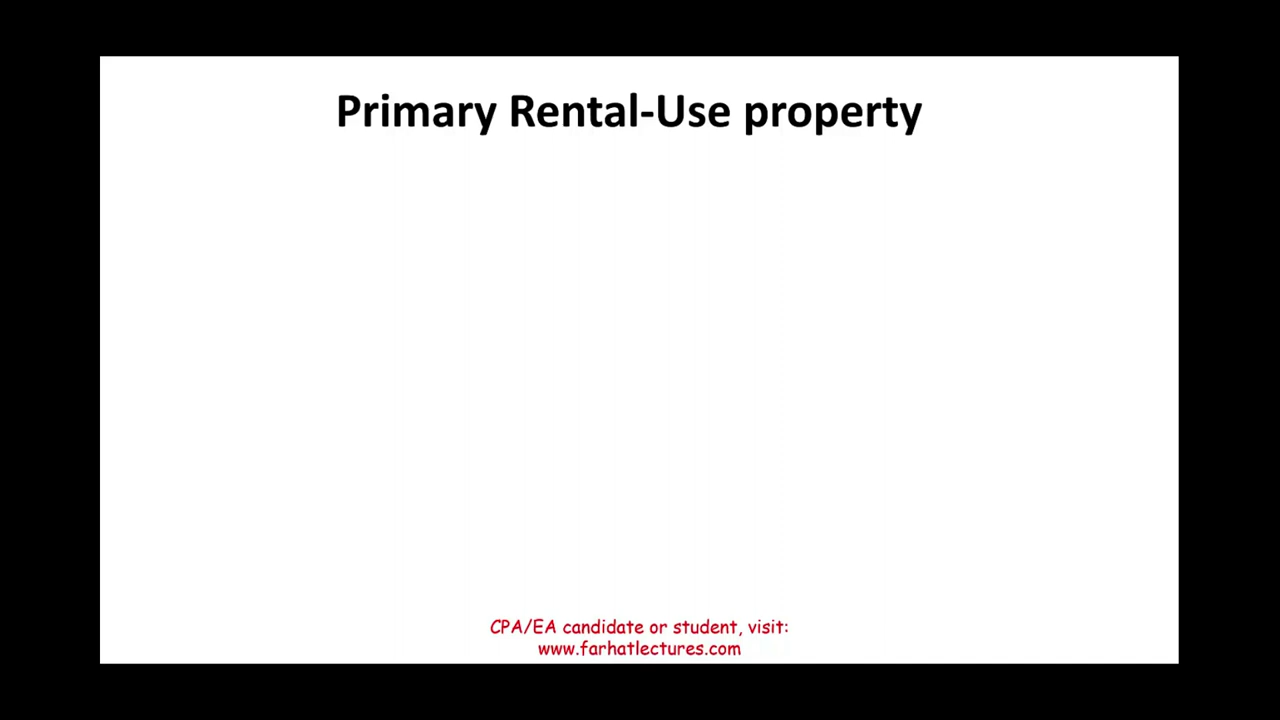 Primary Rental-Use property
CPA/EA candidate or student, visit:
www.farhatlectures.com